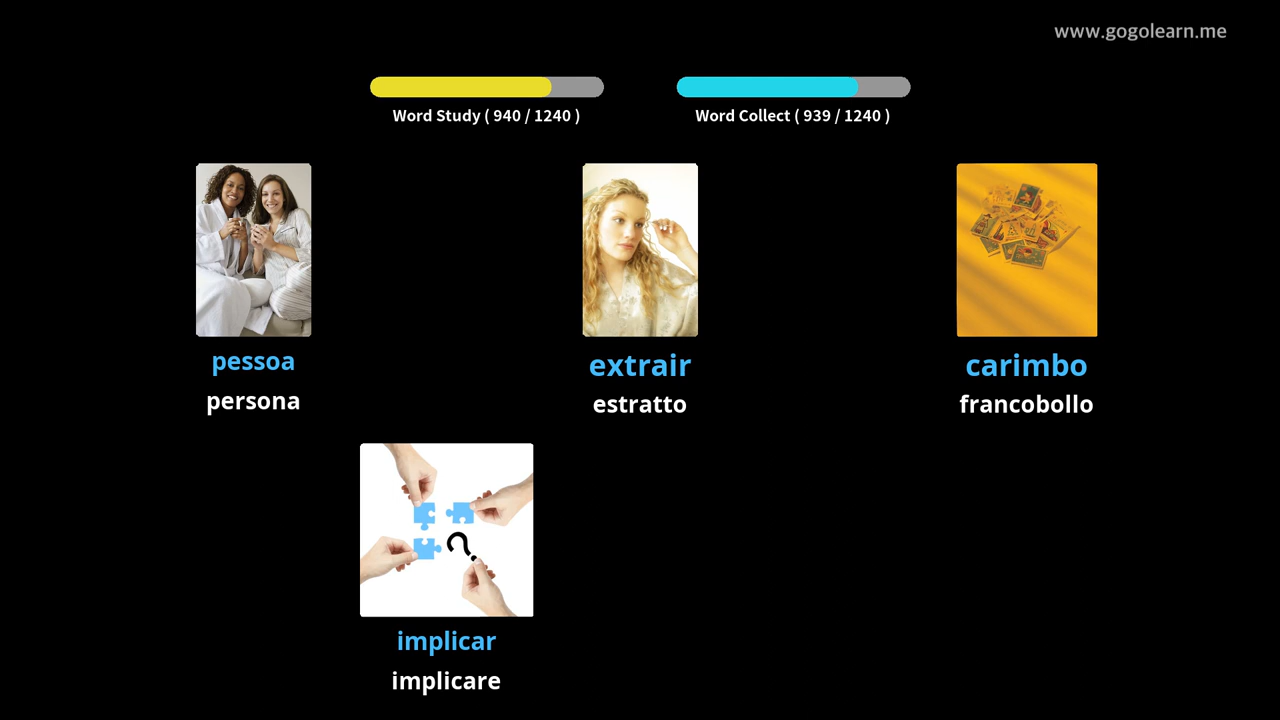 www.gogolearn.me
Word Study ( 940 / 1240 )
Word Collect ( 939 / 1240 )
pessoa
persona
extrair
estratto
carimbo
francobollo
implicar
implicare